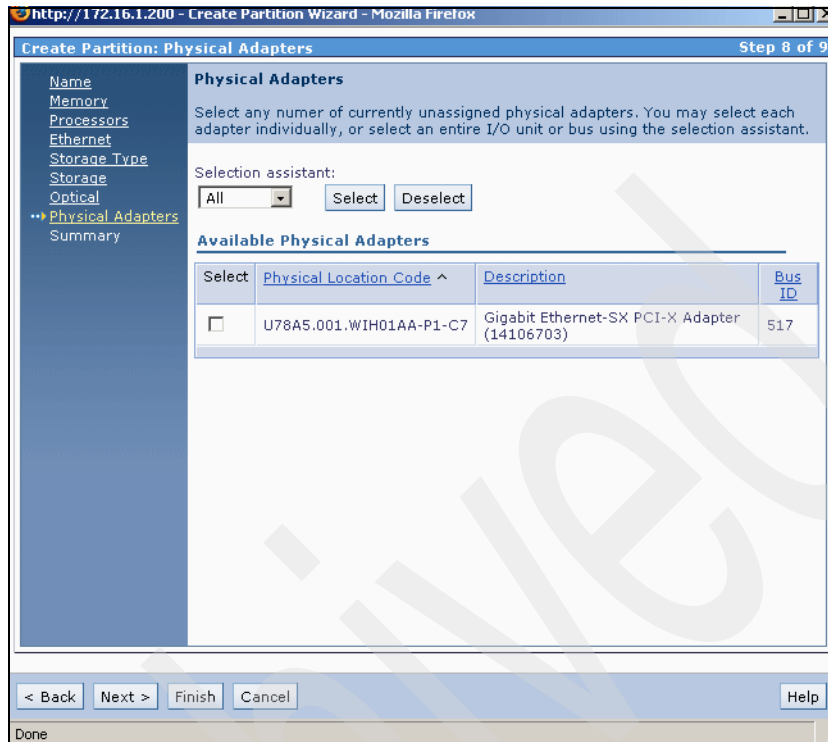 http://172.16.1.200 - Create Partition Wizard - Mozilla Firefox
Create Partition: Physical Adapters
Step 8 of 9
Name
Memory
Processors
Ethernet
Storage Type
Storage
Optical
Physical Adapters
Summary
Physical Adapters
Select any numer of currently unassigned physical adapters. You may select each
adapter individually, or select an entire I/O unit or bus using the selection assistant.
Selection assistant:
All
Select
Deselect
Available Physical Adapters
Select
Physical Location Code ^
Description
Bus
ID
U78A5.001.WIH01AA-P1-C7
Gigabit Ethernet-SX PCI-X Adapter
(14106703)
517
< Back
Next >
Finish
Cancel
Help
Done